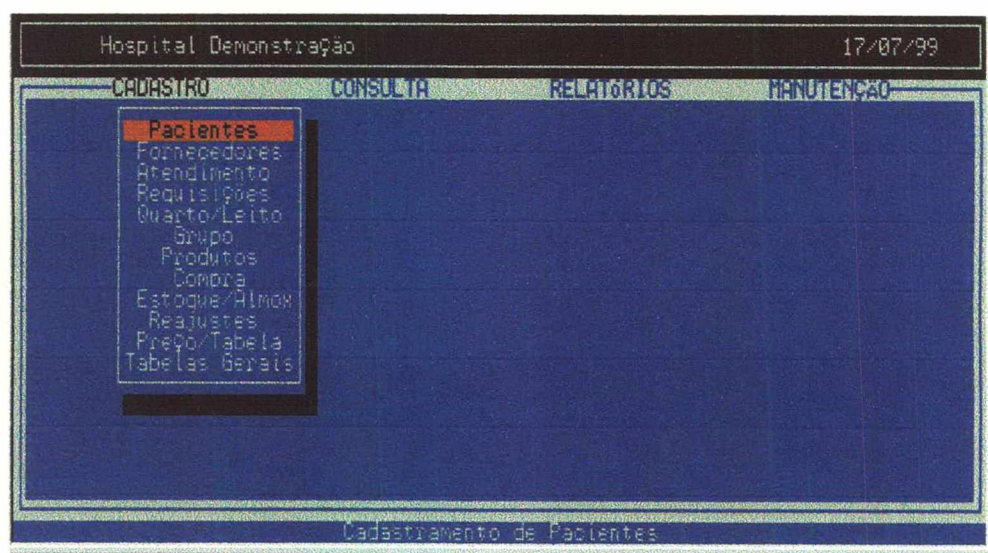 Hospital Demonstração 17/07/99
CADASTRO CONSULTA RELATóRIOS MANUTENÇãO
Pacientes
Fornecedores
Atendimento
Requisições
Quarto/Leito
Grupo
Produtos
Compra
Estoque/Almox
Reajustes
Preço/Tabela
Tabelas Gerais
Cadastramento de Pacientes